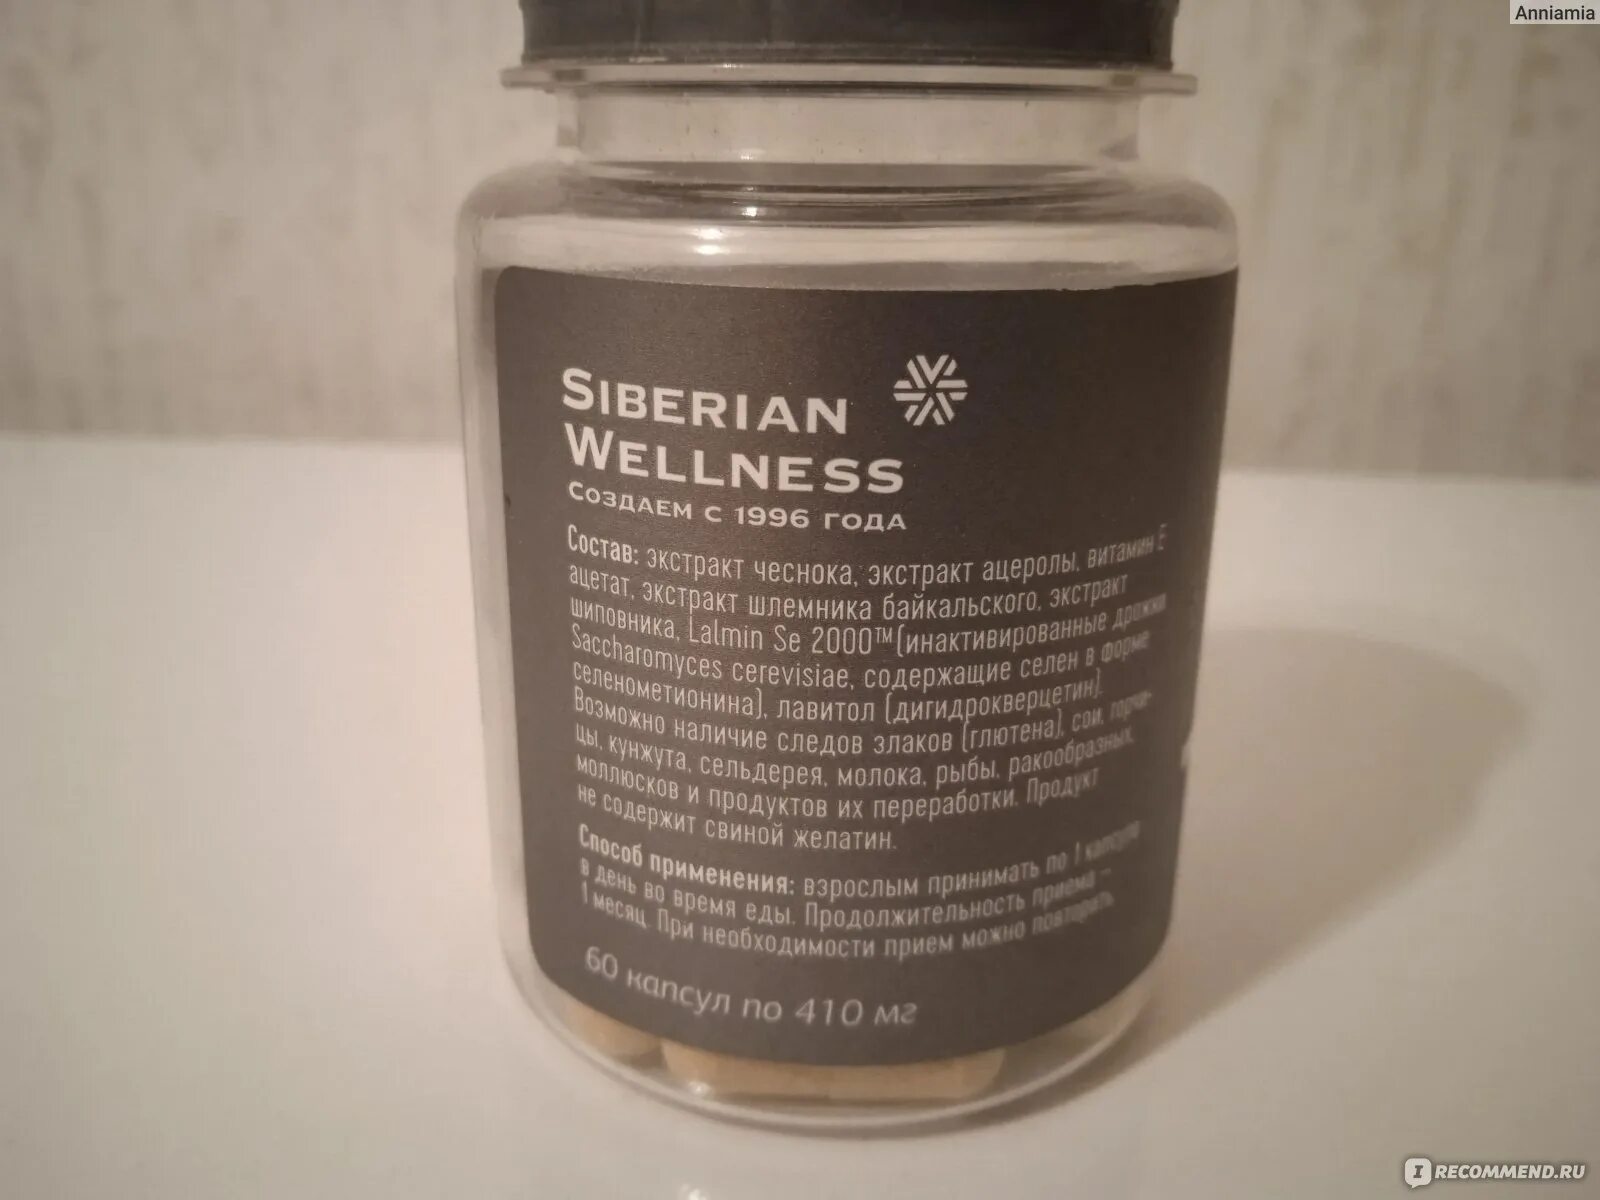 Anniamia
SIBERIAN
WELLNESS
СОЗДАЕМ С 1996 ГОДА
Состав: экстракт чеснока, экстракт ацеролы, витамин Е
ацетат, экстракт шлемника байкальского, экстракт
шиповника, Lalmin Se 2000™ (инактивированные дрожжи
Saccharomyces cerevisiae, содержащие селен в форме
селенометионина), лавитол (дигидрокверцетин).
Возможно наличие следов злаков (глютена), сои, горчи-
цы, кунжута, сельдерея, молока, рыбы, ракообразных,
моллюсков и продуктов их переработки. Продукт
не содержит свиной желатин.
Способ применения: взрослым принимать по 1 капсуле
в день во время еды. Продолжительность приема –
1 месяц. При необходимости прием можно повторить.
60 капсул по 410 мг
IRECOMMEND.RU